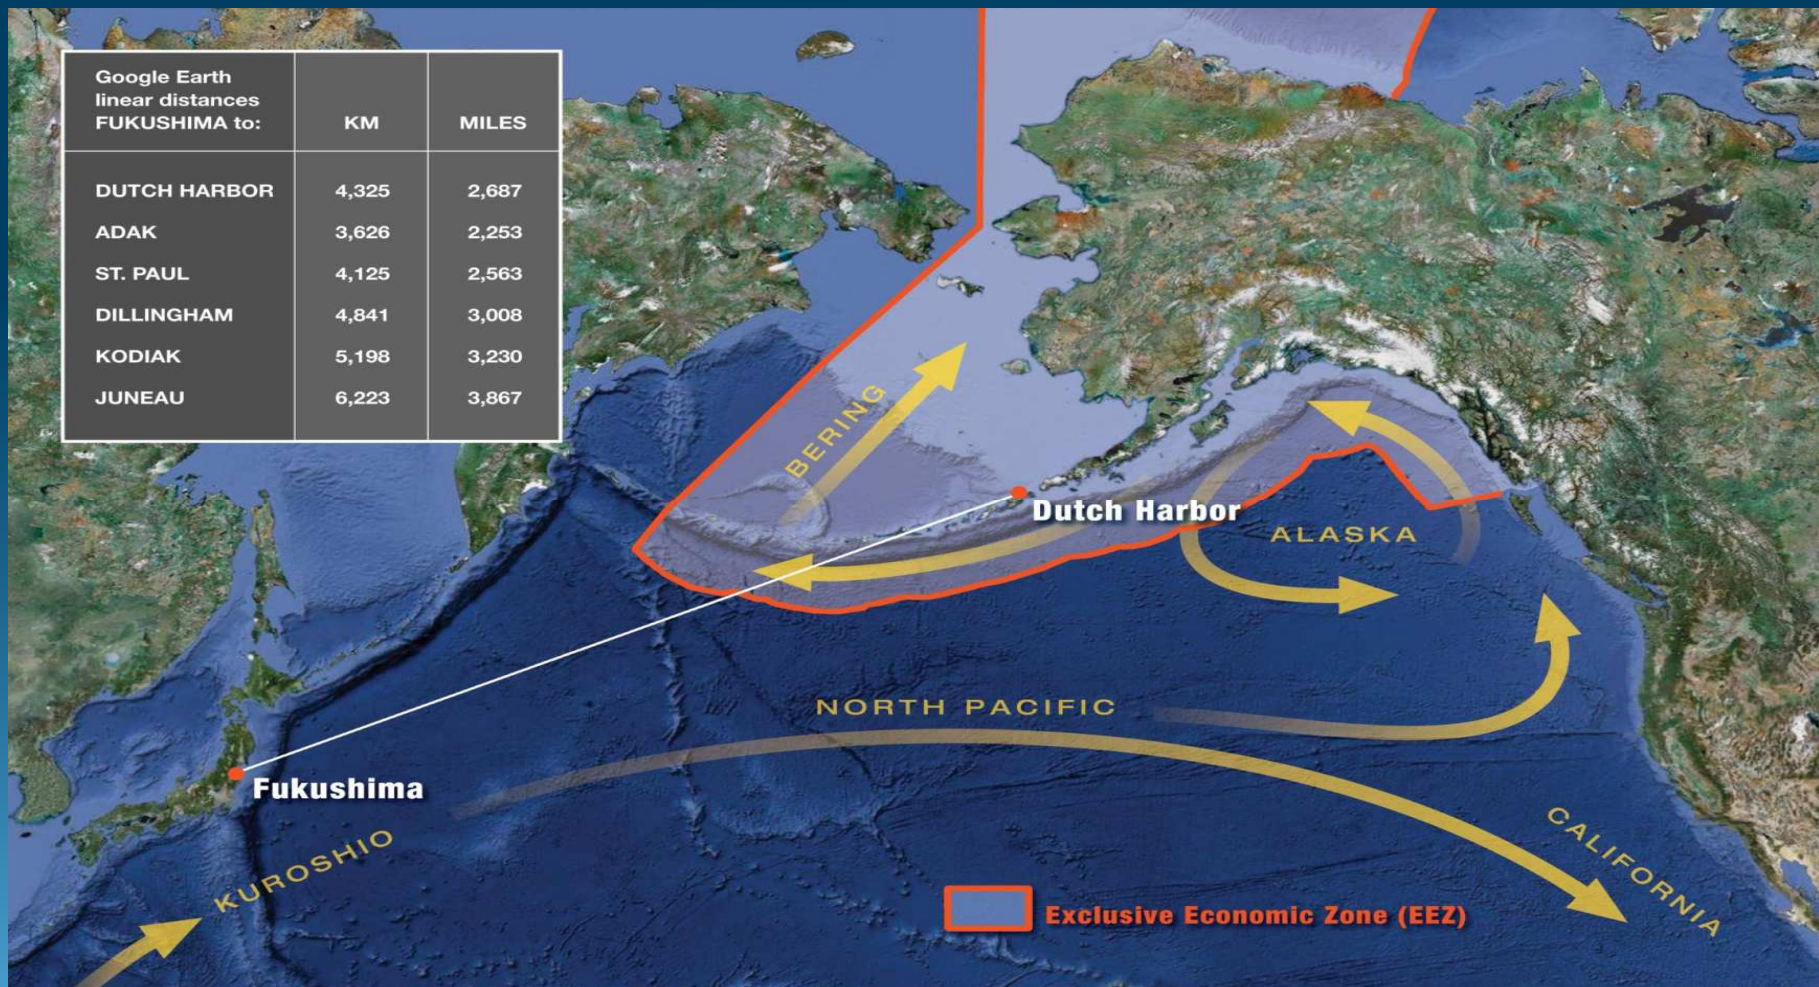 Google Earth
linear distances
FUKUSHIMA to: KM MILES
DUTCH HARBOR 4,325 2,687
ADAK 3,626 2,253
ST. PAUL 4,125 2,563
DILLINGHAM 4,841 3,008
KODIAK 5,198 3,230
JUNEAU 6,223 3,867
BERING
Dutch Harbor
ALASKA
NORTH PACIFIC
Fukushima
KUROSHIO
CALIFORNIA
Exclusive Economic Zone (EEZ)